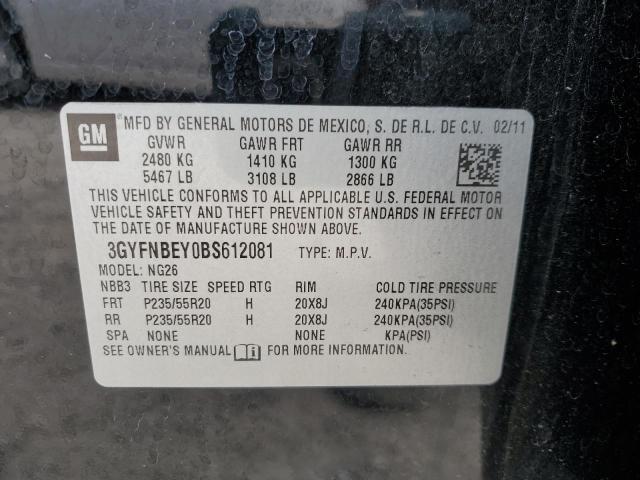 GM MFD BY GENERAL MOTORS DE MEXICO, S. DE R.L. DE C.V. 02/11
GVWR GAWR FRT GAWR RR
2480 KG 1410 KG 1300 KG
5467 LB 3108 LB 2866 LB
THIS VEHICLE CONFORMS TO ALL APPLICABLE U.S. FEDERAL MOTOR
VEHICLE SAFETY AND THEFT PREVENTION STANDARDS IN EFFECT ON
THE DATE OF MANUFACTURE SHOWN ABOVE.
3GYFNBEY0BS612081 TYPE: M.P.V.
MODEL: NG26
NBB3 TIRE SIZE SPEED RTG RIM COLD TIRE PRESSURE
FRT P235/55R20 H 20X8J 240KPA(35PSI)
RR P235/55R20 H 20X8J 240KPA(35PSI)
SPA NONE NONE KPA(PSI)
SEE OWNER'S MANUAL FOR MORE INFORMATION.